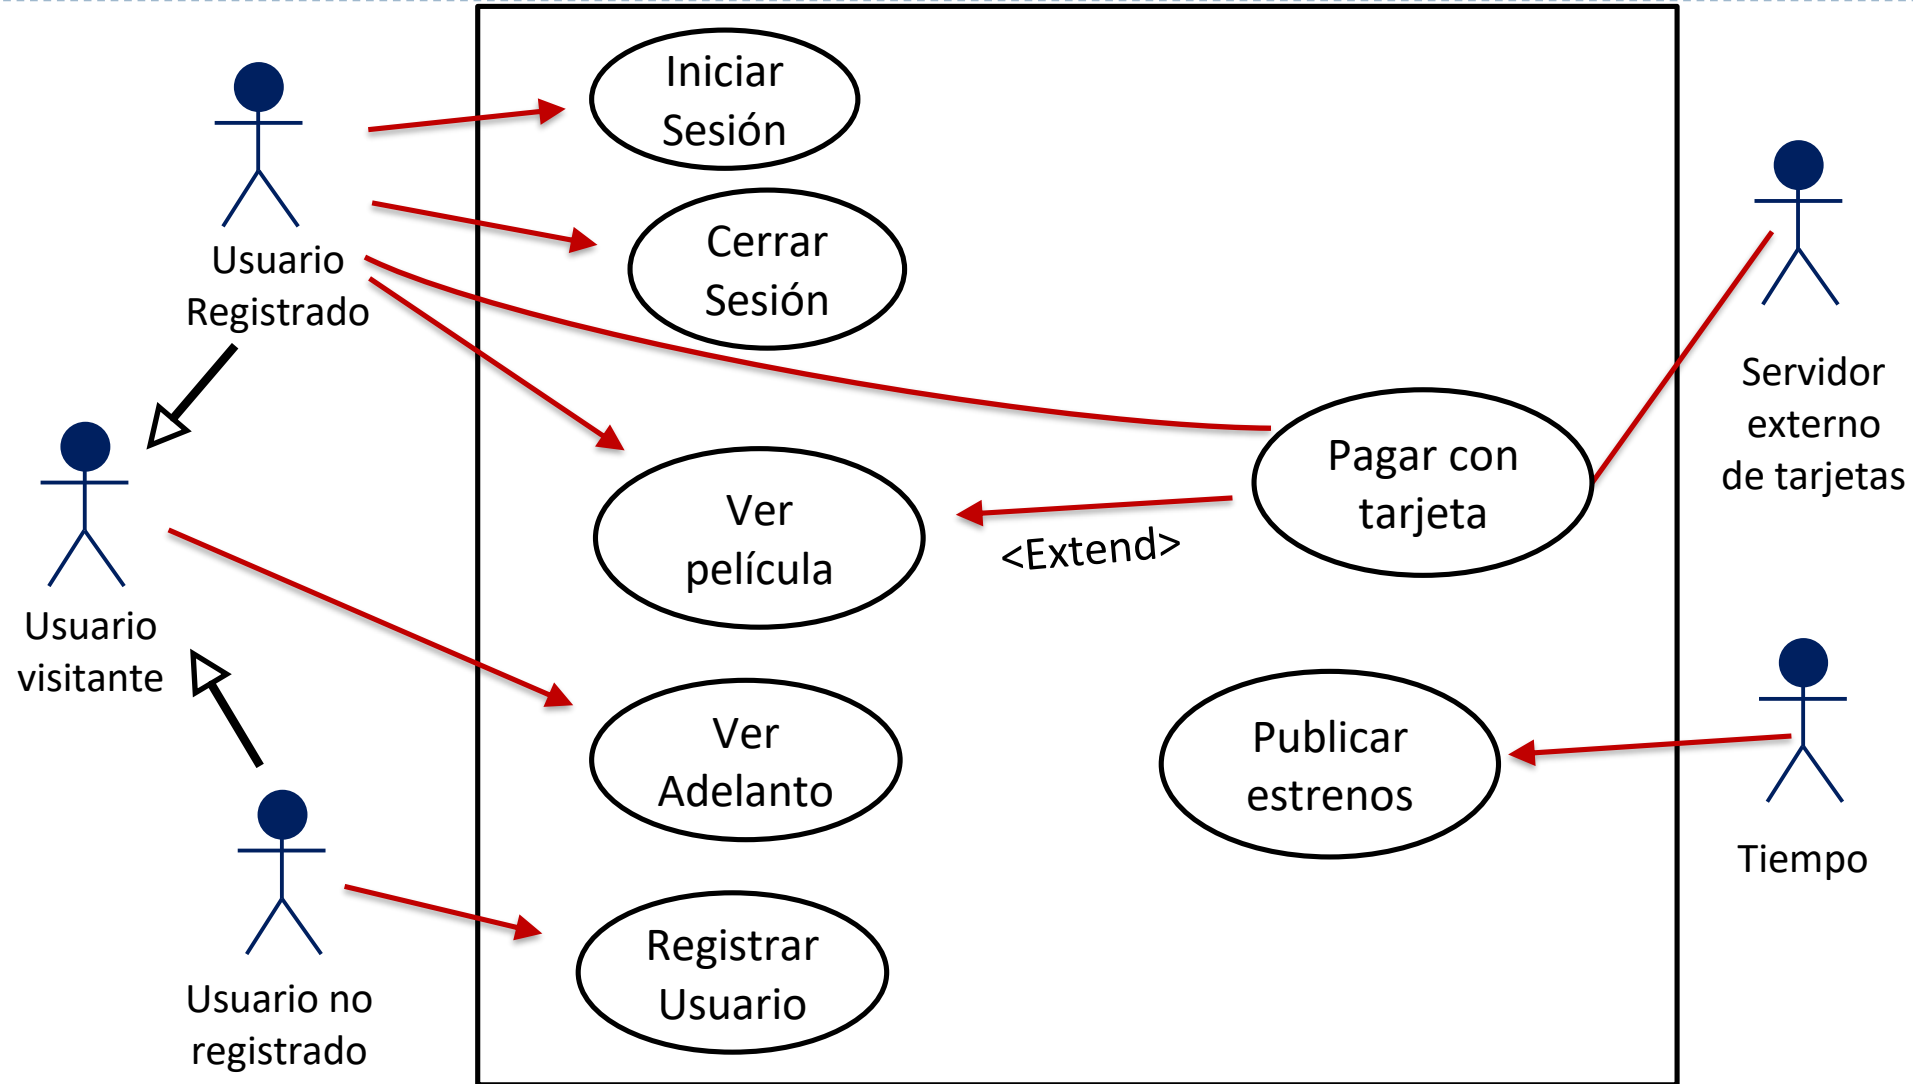 Iniciar
Sesión
Cerrar
Sesión
Usuario
Registrado
Servidor
externo
de tarjetas
Pagar con
tarjeta
Ver
película
<Extend>
Usuario
visitante
Ver
Adelanto
Publicar
estrenos
Tiempo
Registrar
Usuario
Usuario no
registrado